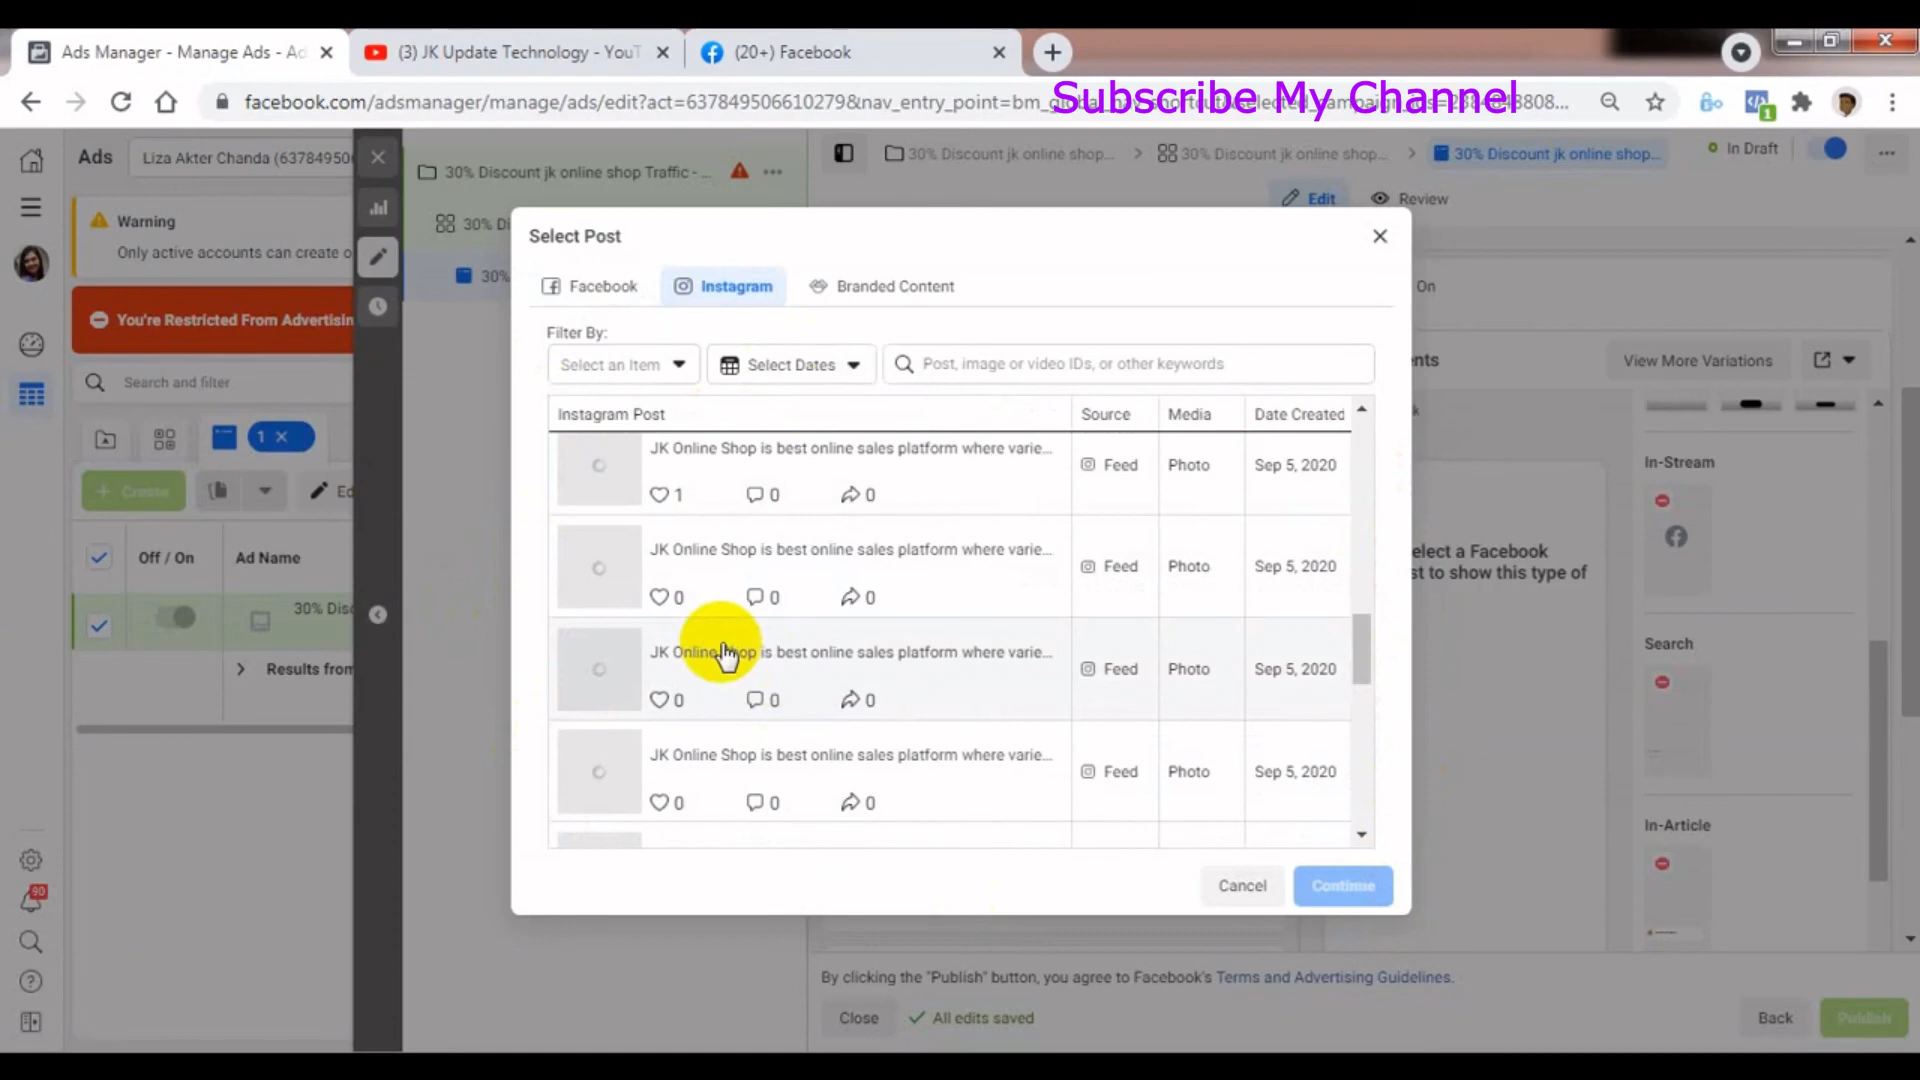 Ads Manager - Manage Ads - Ad
(3) JK Update Technology - YouT
(20+) Facebook
Subscribe My Channel
facebook.com/adsmanager/manage/ads/edit?act=637849506610279&nav_entry_point=bm_
Ads
Liza Akter Chanda (63784950
30% Discount jk online shop Traffic - ...
30% Discount jk online shop...
30% Discount jk online shop...
30% Discount jk online shop...
In Draft
Edit
Review
Warning
Only active accounts can create o
30% Di
30%
You're Restricted From Advertisin
Search and filter
1
Create
Ed
Off / On
Ad Name
30% Disc
Results from
90
Select Post
Facebook
Instagram
Branded Content
Filter By:
Select an Item
Select Dates
Post, image or video IDs, or other keywords
Instagram Post
Source
Media
Date Created
JK Online Shop is best online sales platform where varie...
Feed
Photo
Sep 5, 2020
1
0
0
JK Online Shop is best online sales platform where varie...
Feed
Photo
Sep 5, 2020
0
0
0
JK Online Shop is best online sales platform where varie...
Feed
Photo
Sep 5, 2020
0
0
0
JK Online Shop is best online sales platform where varie...
Feed
Photo
Sep 5, 2020
0
0
0
Cancel
Continue
On
ents
View More Variations
k
In-Stream
elect a Facebook
st to show this type of
Search
In-Article
By clicking the "Publish" button, you agree to Facebook's Terms and Advertising Guidelines.
Close
All edits saved
Back
Publish